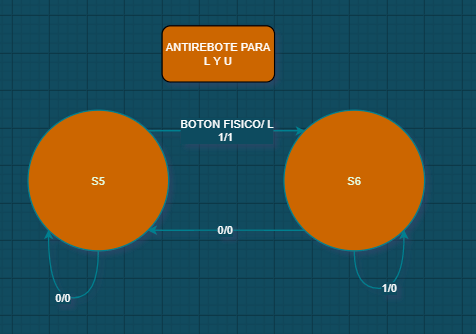 ANTIREBOTE PARA
L Y U
BOTON FISICO/ L
1/1
S5
S6
0/0
0/0
1/0